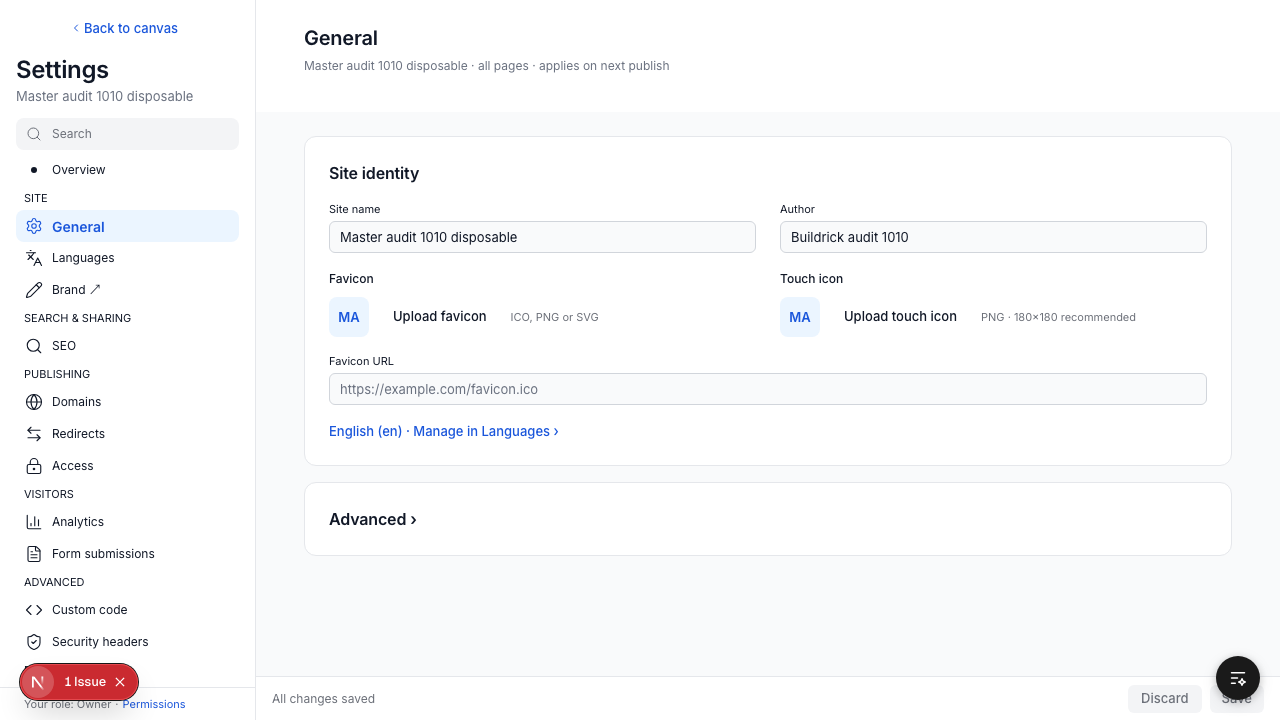 Back to canvas
Settings
Master audit 1010 disposable
Search
Overview
SITE
General
Languages
Brand ↗
SEARCH & SHARING
SEO
PUBLISHING
Domains
Redirects
Access
VISITORS
Analytics
Form submissions
ADVANCED
Custom code
Security headers
N 1 Issue
Your role: Owner · Permissions
General
Master audit 1010 disposable · all pages · applies on next publish
Site identity
Site name
Master audit 1010 disposable
Author
Buildrick audit 1010
Favicon
MA Upload favicon ICO, PNG or SVG
Touch icon
MA Upload touch icon PNG · 180×180 recommended
Favicon URL
https://example.com/favicon.ico
English (en) · Manage in Languages ›
Advanced ›
All changes saved
Discard
Save